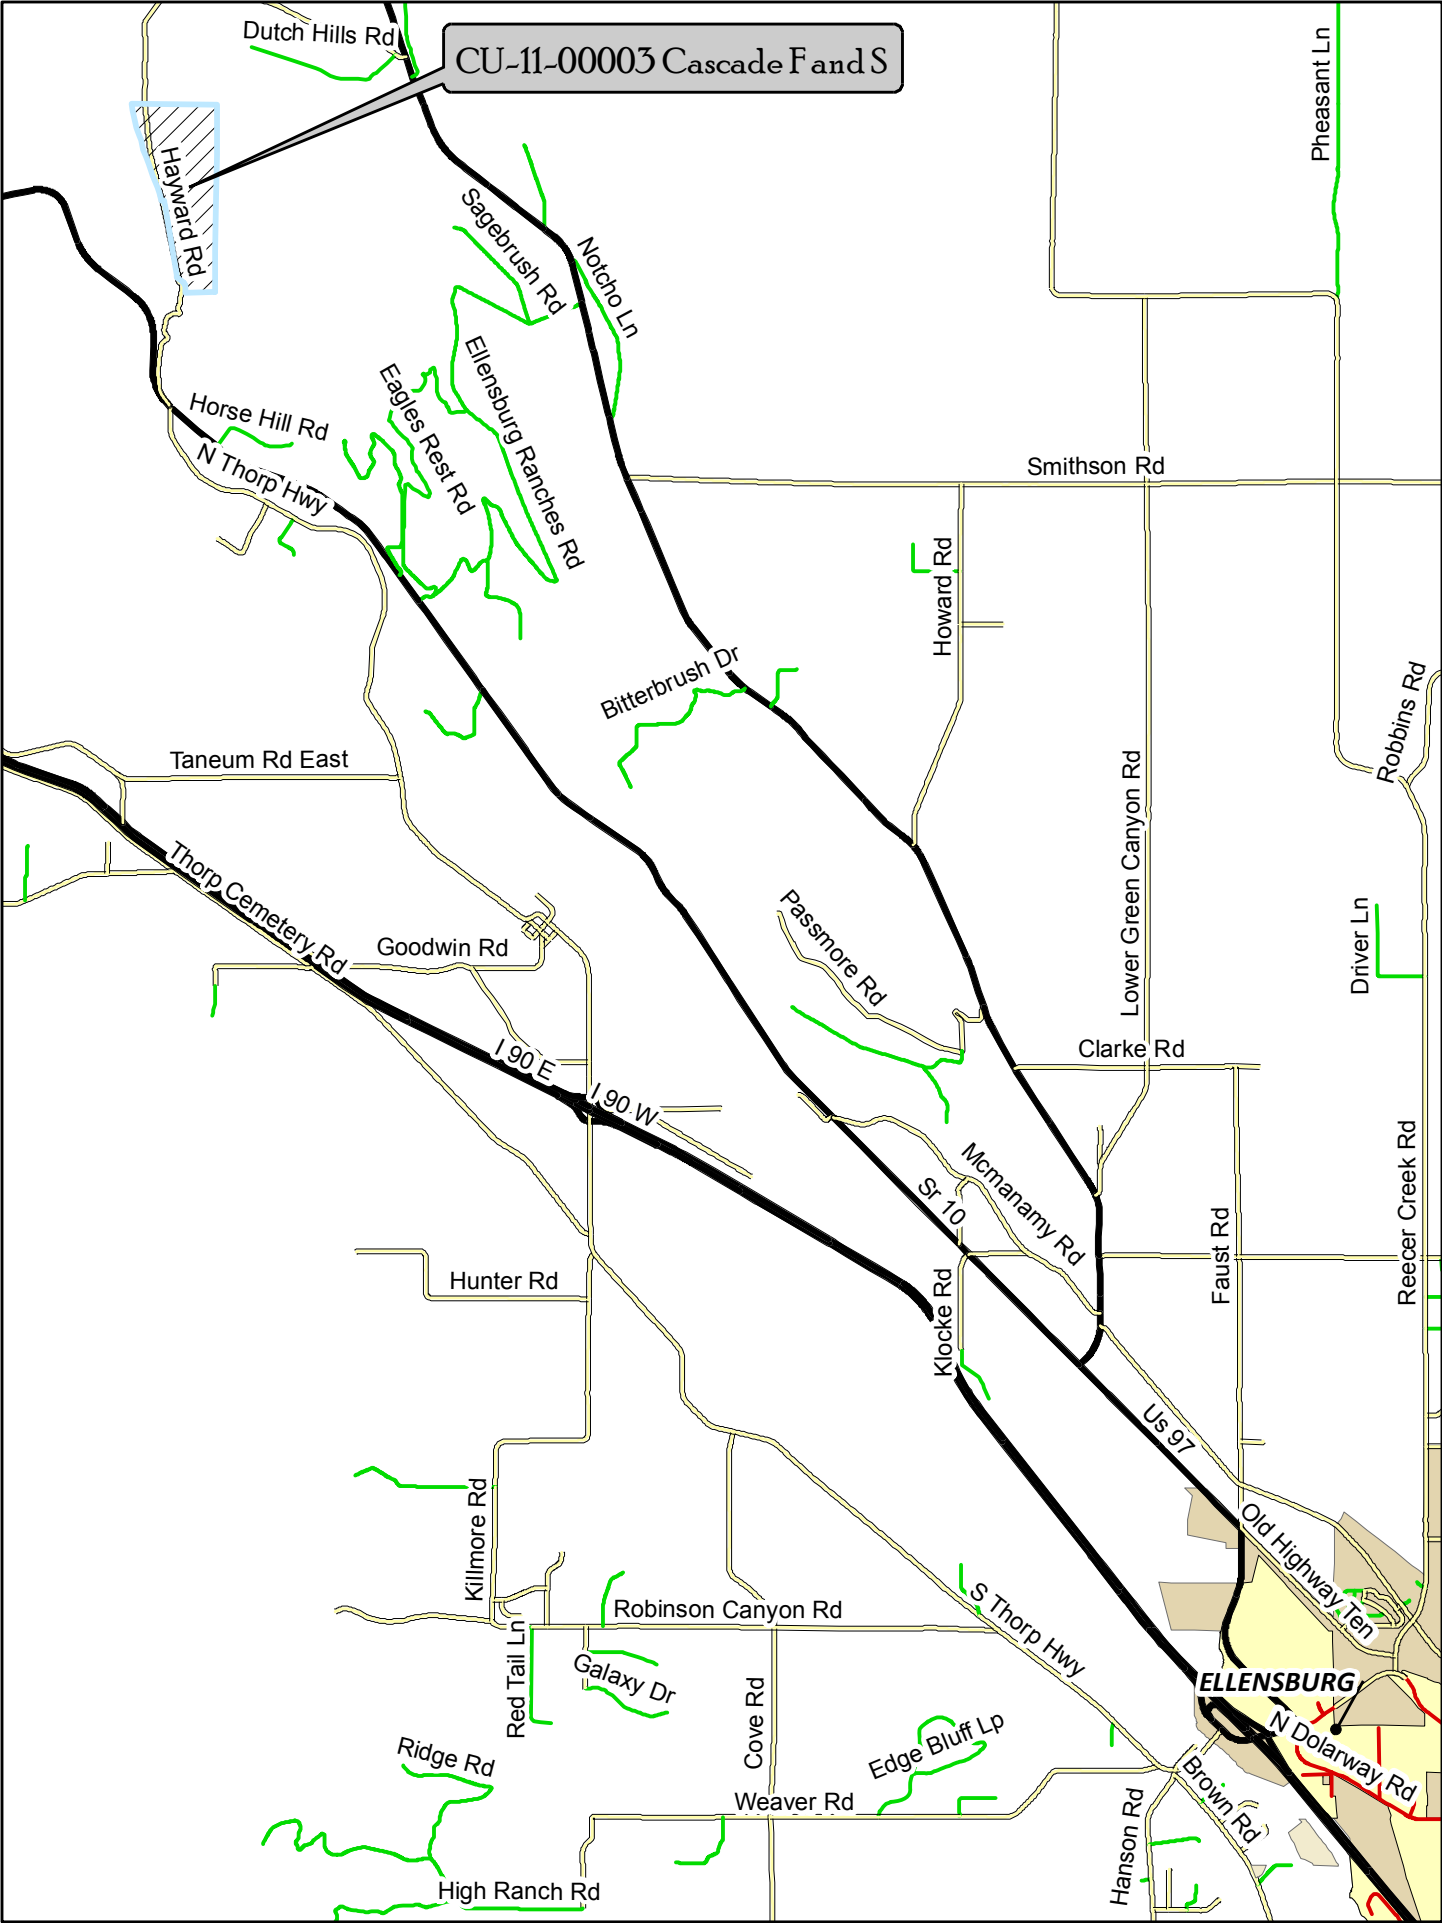 Dutch Hills Rd
CU-11-00003 Cascade F and S
Pheasant Ln
Hayward Rd
Sagebrush Rd
Notcho Ln
Ellensburg Ranches Rd
Eagles Rest Rd
Horse Hill Rd
N Thorp Hwy
Smithson Rd
Howard Rd
Bitterbrush Dr
Robbins Rd
Taneum Rd East
Lower Green Canyon Rd
Thorp Cemetery Rd
Goodwin Rd
Passmore Rd
Driver Ln
I 90 E
I 90 W
Clarke Rd
Mcmanamy Rd
Sr 10
Faust Rd
Reecer Creek Rd
Hunter Rd
Klocke Rd
Us 97
Killmore Rd
Old Highway Ten
Robinson Canyon Rd
S Thorp Hwy
Red Tail Ln
Galaxy Dr
Cove Rd
ELLENSBURG
N Dolarway Rd
Edge Bluff Lp
Ridge Rd
Weaver Rd
Brown Rd
Hanson Rd
High Ranch Rd